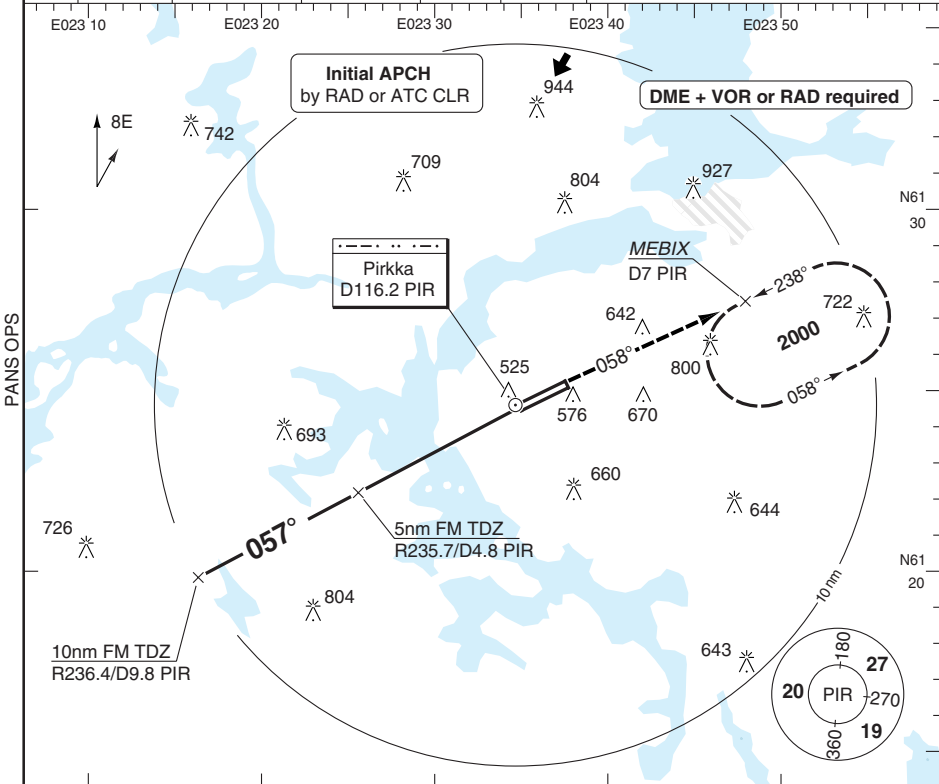 E023 10
E023 20
E023 30
E023 40
E023 50
Initial APCH
by RAD or ATC CLR
944
DME + VOR or RAD required
8E
742
709
804
927
N61
30
MEBIX
D7 PIR
Pirkka
D116.2 PIR
238°
722
642
2000
PANS OPS
058°
800
525
058°
576
670
693
660
644
726
057°
5nm FM TDZ
R235.7/D4.8 PIR
N61
20
10 nm
804
10nm FM TDZ
R236.4/D9.8 PIR
643
180
27
20
PIR
270
19
360